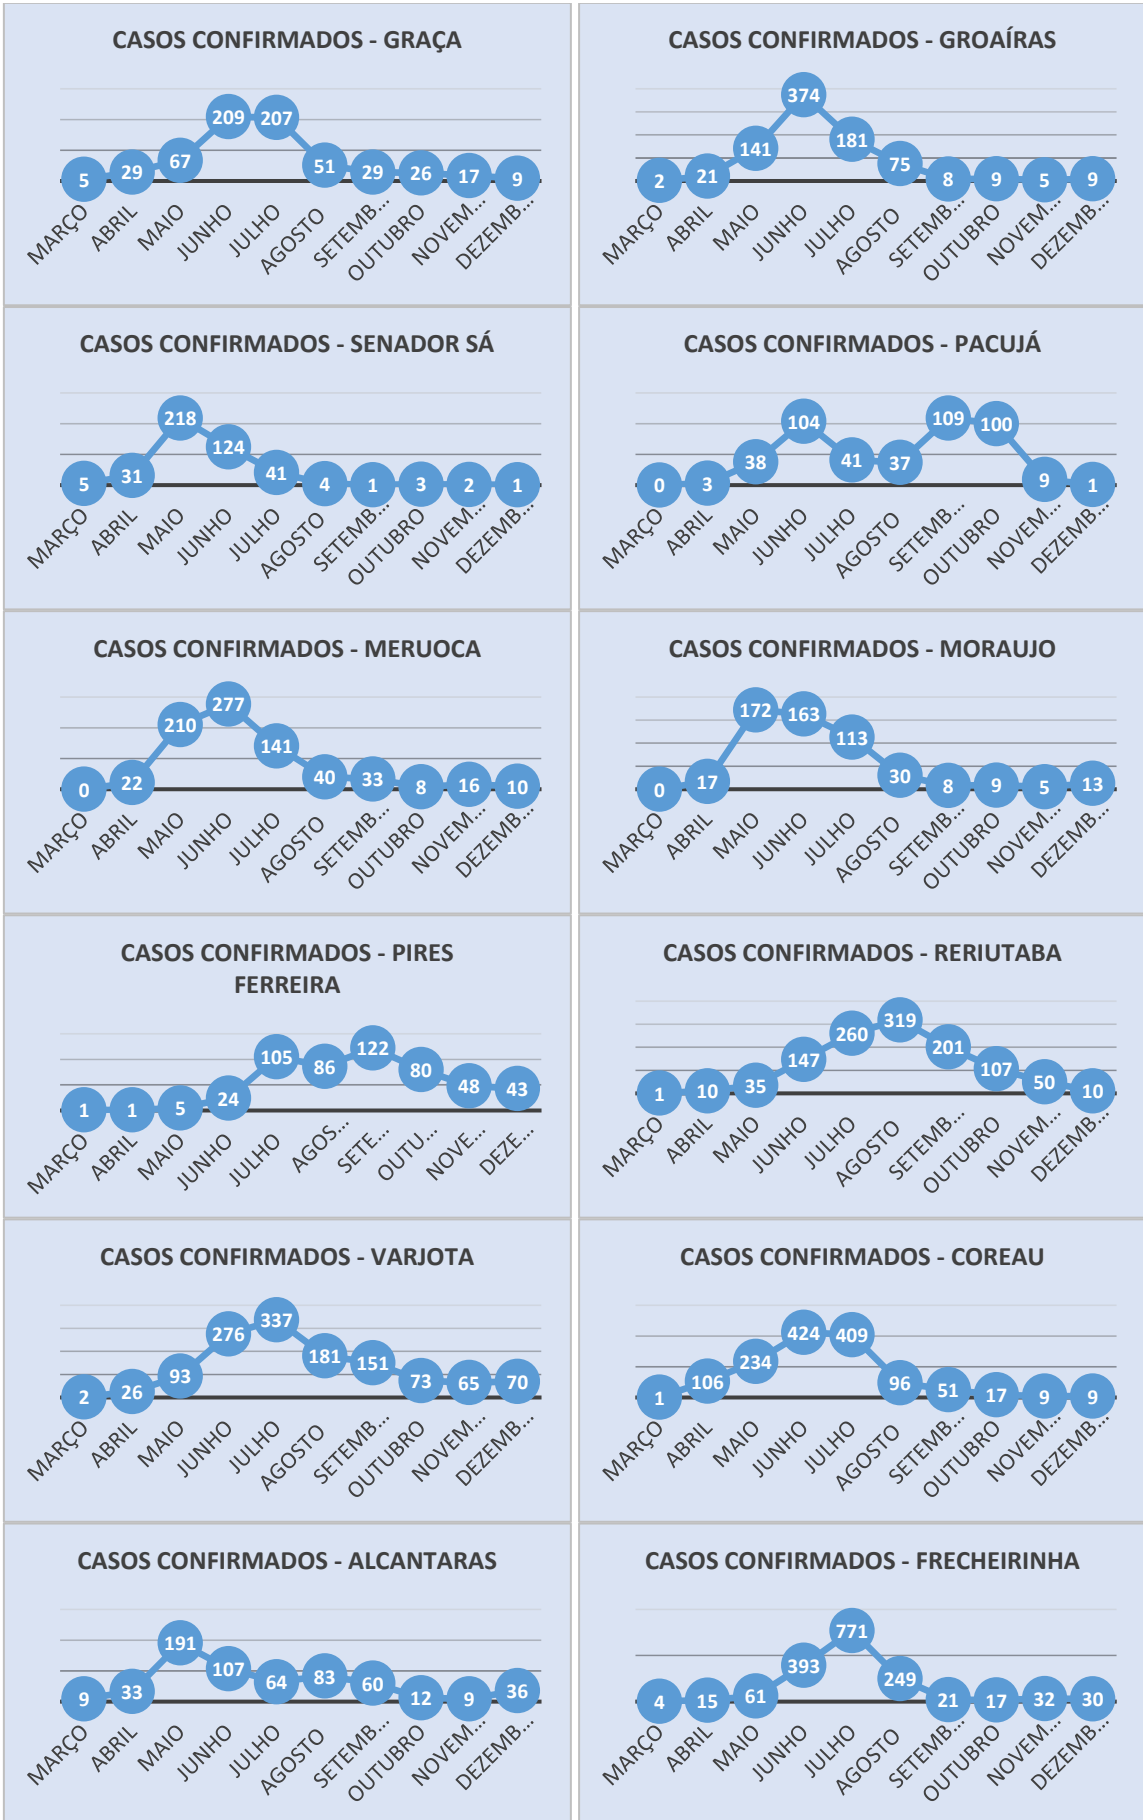 CASOS CONFIRMADOS - GRAÇA
5 29 67 209 207 51 29 26 17 9
MARÇO ABRIL MAIO JUNHO JULHO AGOSTO SETEMB... OUTUBRO NOVEM... DEZEMB...
CASOS CONFIRMADOS - GROAÍRAS
2 21 141 374 181 75 8 9 5 9
MARÇO ABRIL MAIO JUNHO JULHO AGOSTO SETEMB... OUTUBRO NOVEM... DEZEMB...
CASOS CONFIRMADOS - SENADOR SÁ
5 31 218 124 41 4 1 3 2 1
MARÇO ABRIL MAIO JUNHO JULHO AGOSTO SETEMB... OUTUBRO NOVEM... DEZEMB...
CASOS CONFIRMADOS - PACUJÁ
0 3 38 104 41 37 109 100 9 1
MARÇO ABRIL MAIO JUNHO JULHO AGOSTO SETEMB... OUTUBRO NOVEM... DEZEMB...
CASOS CONFIRMADOS - MERUOCA
0 22 210 277 141 40 33 8 16 10
MARÇO ABRIL MAIO JUNHO JULHO AGOSTO SETEMB... OUTUBRO NOVEM... DEZEMB...
CASOS CONFIRMADOS - MORAUJO
0 17 172 163 113 30 8 9 5 13
MARÇO ABRIL MAIO JUNHO JULHO AGOSTO SETEMB... OUTUBRO NOVEM... DEZEMB...
CASOS CONFIRMADOS - PIRES
FERREIRA
1 1 5 24 105 86 122 80 48 43
MARÇO ABRIL MAIO JUNHO JULHO AGOS... SETE... OUTU... NOVE... DEZE...
CASOS CONFIRMADOS - RERIUTABA
1 10 35 147 260 319 201 107 50 10
MARÇO ABRIL MAIO JUNHO JULHO AGOSTO SETEMB... OUTUBRO NOVEM... DEZEMB...
CASOS CONFIRMADOS - VARJOTA
2 26 93 276 337 181 151 73 65 70
MARÇO ABRIL MAIO JUNHO JULHO AGOSTO SETEMB... OUTUBRO NOVEM... DEZEMB...
CASOS CONFIRMADOS - COREAU
1 106 234 424 409 96 51 17 9 9
MARÇO ABRIL MAIO JUNHO JULHO AGOSTO SETEMB... OUTUBRO NOVEM... DEZEMB...
CASOS CONFIRMADOS - ALCANTARAS
9 33 191 107 64 83 60 12 9 36
MARÇO ABRIL MAIO JUNHO JULHO AGOSTO SETEMB... OUTUBRO NOVEM... DEZEMB...
CASOS CONFIRMADOS - FRECHEIRINHA
4 15 61 393 771 249 21 17 32 30
MARÇO ABRIL MAIO JUNHO JULHO AGOSTO SETEMB... OUTUBRO NOVEM... DEZEMB...